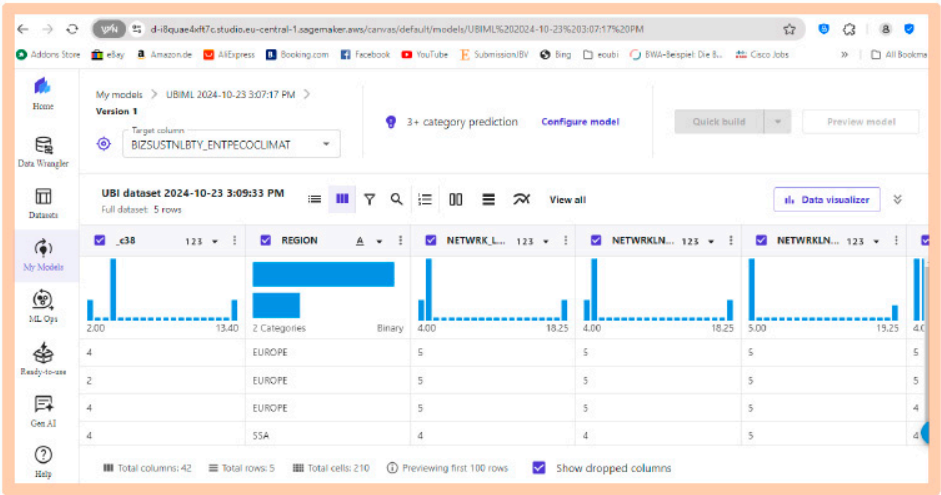 VPN
d-i8quae4xft7c.studio.eu-central-1.sagemaker.aws/canvas/default/models/UBIML%202024-10-23%203:07:17%20PM
Addons Store eBay Amazon.de AliExpress Booking.com Facebook YouTube SubmissionJBV Bing eoubi BWA-Beispiel: Die B... Cisco Jobs » All Bookma
Home
Data Wrangler
Datasets
My Models
ML Ops
Ready-to-use
Gen AI
Help
My models > UBIML 2024-10-23 3:07:17 PM >
Version 1
Target column
BIZSUSTNLBTY_ENTPECOCLIMAT
3+ category prediction Configure model
Quick build Preview model
UBI dataset 2024-10-23 3:09:33 PM
Full dataset: 5 rows
View all
Data visualizer
_c38 123 REGION A NETWRK_L... 123 NETWRKLN... 123 NETWRKLN... 123
2.00 13.40 2 Categories Binary 4.00 18.25 4.00 18.25 5.00 19.25 4.0
4 EUROPE 5 5 5 5
2 EUROPE 5 5 5 5
4 EUROPE 5 5 5 4
4 SSA 4 4 5 4
Total columns: 42 Total rows: 5 Total cells: 210 Previewing first 100 rows Show dropped columns